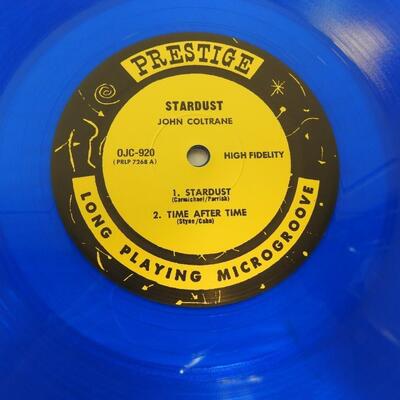 PRESTIGE
STARDUST
JOHN COLTRANE
OJC-920
(PRLP 7268 A)
HIGH FIDELITY
1. STARDUST
(Carmichael/Parrish)
2. TIME AFTER TIME
(Styne/Cahn)
LONG PLAYING MICROGROOVE